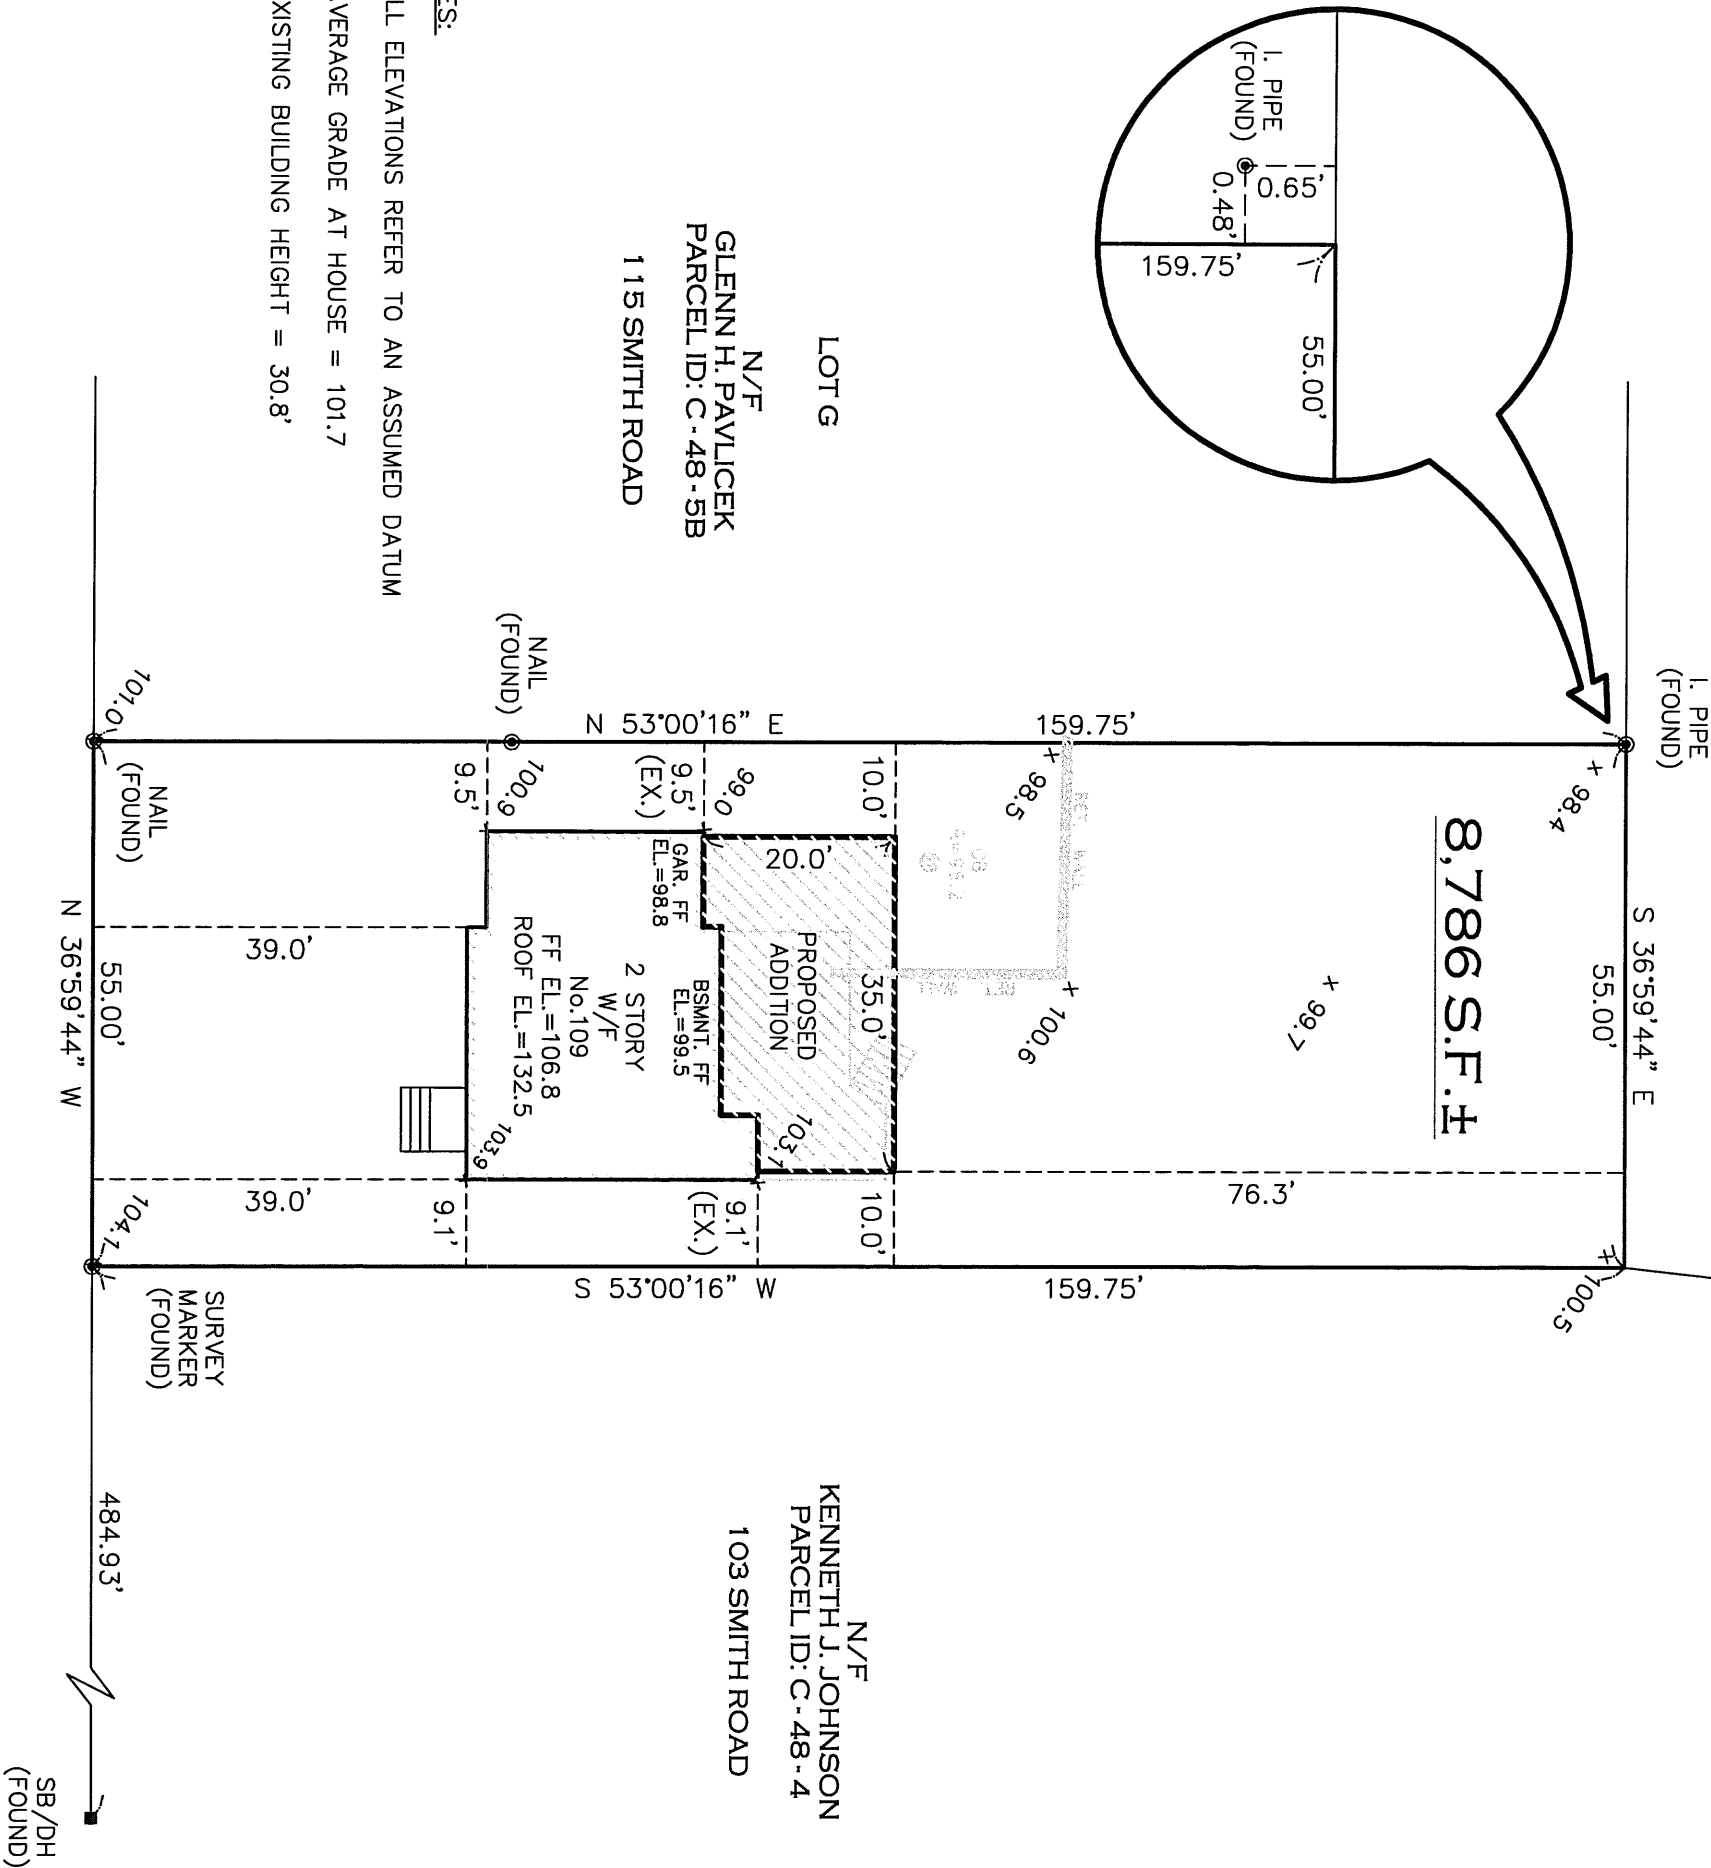 I. PIPE
(FOUND)
0.65'
0.48'
159.75'
55.00'
I. PIPE
(FOUND)
98.4
S 36°59'44" E
55.00'
100.5
8,786 S.F.±
99.7
100.6
98.5
RET. WALL
RET. WALL
CB
76.3'
LOT G
N/F
GLENN H. PAVLICEK
PARCEL ID: C-48-5B
115 SMITH ROAD
N 53°00'16" E
159.75'
NAIL
(FOUND)
10.0'
35.0'
10.0'
20.0'
PROPOSED
ADDITION
103.7
99.0
9.5'
(EX.)
9.1'
(EX.)
GAR. FF
EL.=98.8
BSMNT. FF
EL.=99.5
2 STORY
W/F
No.109
FF EL.=106.8
ROOF EL.=132.5
100.9
9.5'
103.9
9.1'
39.0'
39.0'
S 53°00'16" W
159.75'
N/F
KENNETH J. JOHNSON
PARCEL ID: C-48-4
103 SMITH ROAD
ES:
LL ELEVATIONS REFER TO AN ASSUMED DATUM
VERAGE GRADE AT HOUSE = 101.7
XISTING BUILDING HEIGHT = 30.8'
101.0
NAIL
(FOUND)
55.00'
N 36°59'44" W
104.7
SURVEY
MARKER
(FOUND)
484.93'
SB/DH
(FOUND)